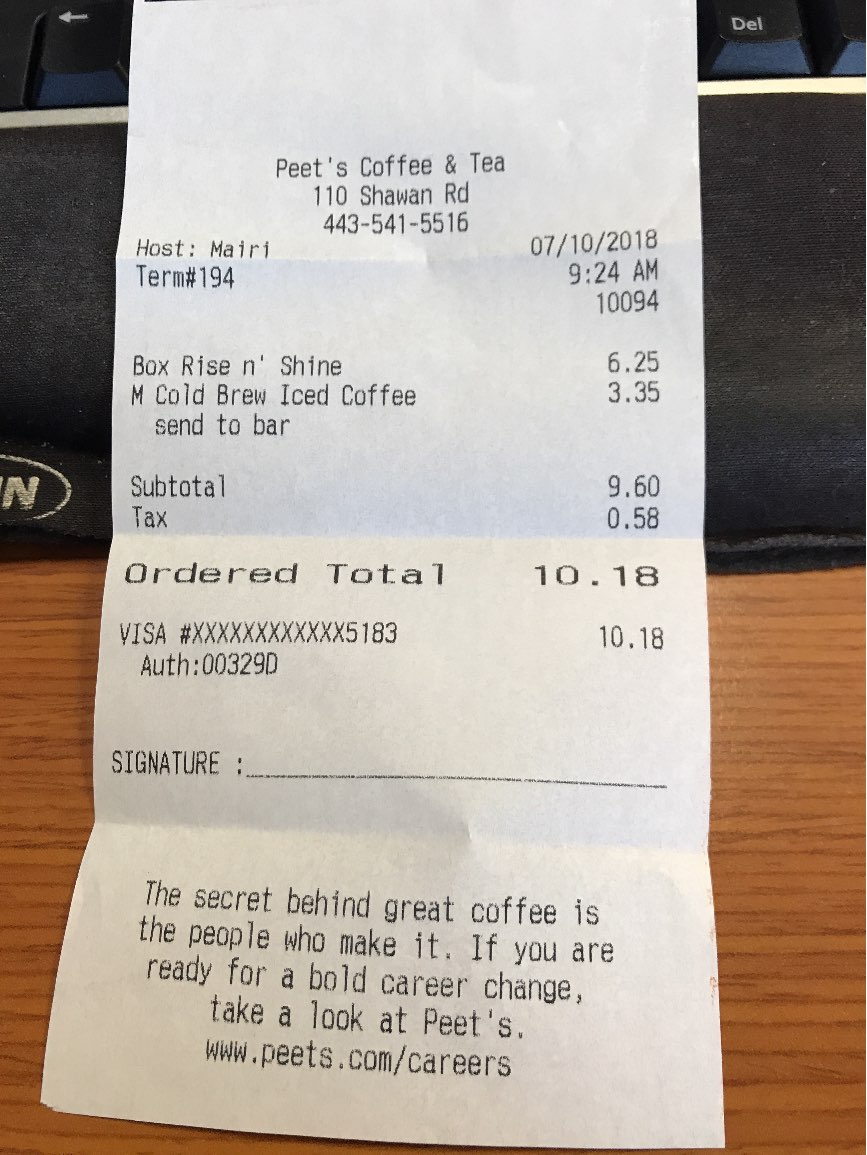 Del
Peet's Coffee & Tea
110 Shawan Rd
443-541-5516
Host: Mairi 07/10/2018
Term#194 9:24 AM
10094
Box Rise n' Shine 6.25
M Cold Brew Iced Coffee 3.35
send to bar
Subtotal 9.60
Tax 0.58
Ordered Total 10.18
VISA #XXXXXXXXXXXX5183 10.18
Auth:00329D
SIGNATURE :
The secret behind great coffee is
the people who make it. If you are
ready for a bold career change,
take a look at Peet's.
www.peets.com/careers